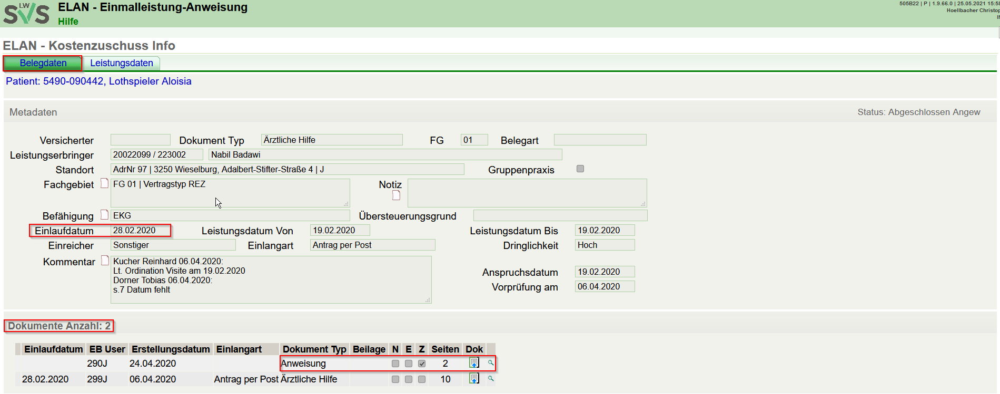 LW
SVS
ELAN - Einmalleistung-Anweisung
Hilfe
505B22 | P | 1.9.66.0 | 25.05.2021 15:58
Hoellbacher Christop
ELAN - Kostenzuschuss Info
Belegdaten Leistungsdaten
Patient: 5490-090442, Lothspieler Aloisia
Metadaten Status: Abgeschlossen Angew
Versicherter Dokument Typ Ärztliche Hilfe FG 01 Belegart
Leistungserbringer 20022099 / 223002 Nabil Badawi
Standort AdrNr 97 | 3250 Wieselburg, Adalbert-Stifter-Straße 4 | J Gruppenpraxis
Fachgebiet FG 01 | Vertragstyp REZ Notiz
Befähigung EKG Übersteuerungsgrund
Einlaufdatum 28.02.2020 Leistungsdatum Von 19.02.2020 Leistungsdatum Bis 19.02.2020
Einreicher Sonstiger Einlangart Antrag per Post Dringlichkeit Hoch
Kommentar Kucher Reinhard 06.04.2020:
Lt. Ordination Visite am 19.02.2020
Dorner Tobias 06.04.2020:
s.7 Datum fehlt
Anspruchsdatum 19.02.2020
Vorprüfung am 06.04.2020
Dokumente Anzahl: 2
Einlaufdatum EB User Erstellungsdatum Einlangart Dokument Typ Beilage N E Z Seiten Dok
290J 24.04.2020 Anweisung 2
28.02.2020 299J 06.04.2020 Antrag per Post Ärztliche Hilfe 10